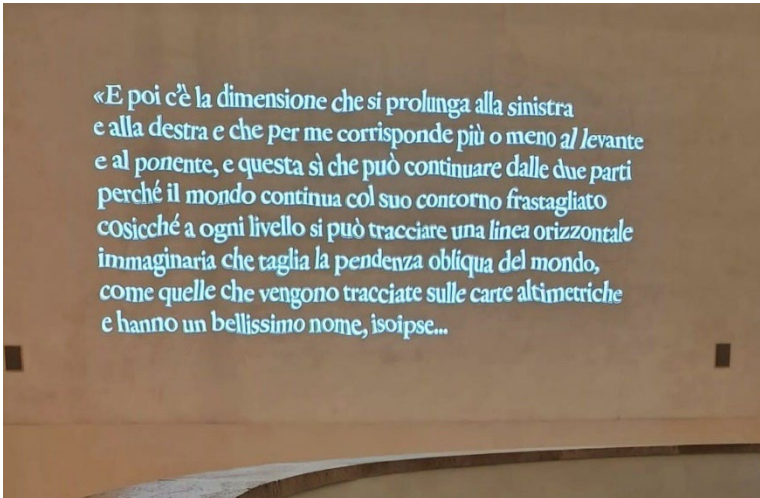 «E poi c'è la dimensione che si prolunga alla sinistra
e alla destra e che per me corrisponde più o meno al levante
e al ponente, e questa sì che può continuare dalle due parti
perché il mondo continua col suo contorno frastagliato
cosicché a ogni livello si può tracciare una linea orizzontale
immaginaria che taglia la pendenza obliqua del mondo,
come quelle che vengono tracciate sulle carte altimetriche
e hanno un bellissimo nome, isoipse...